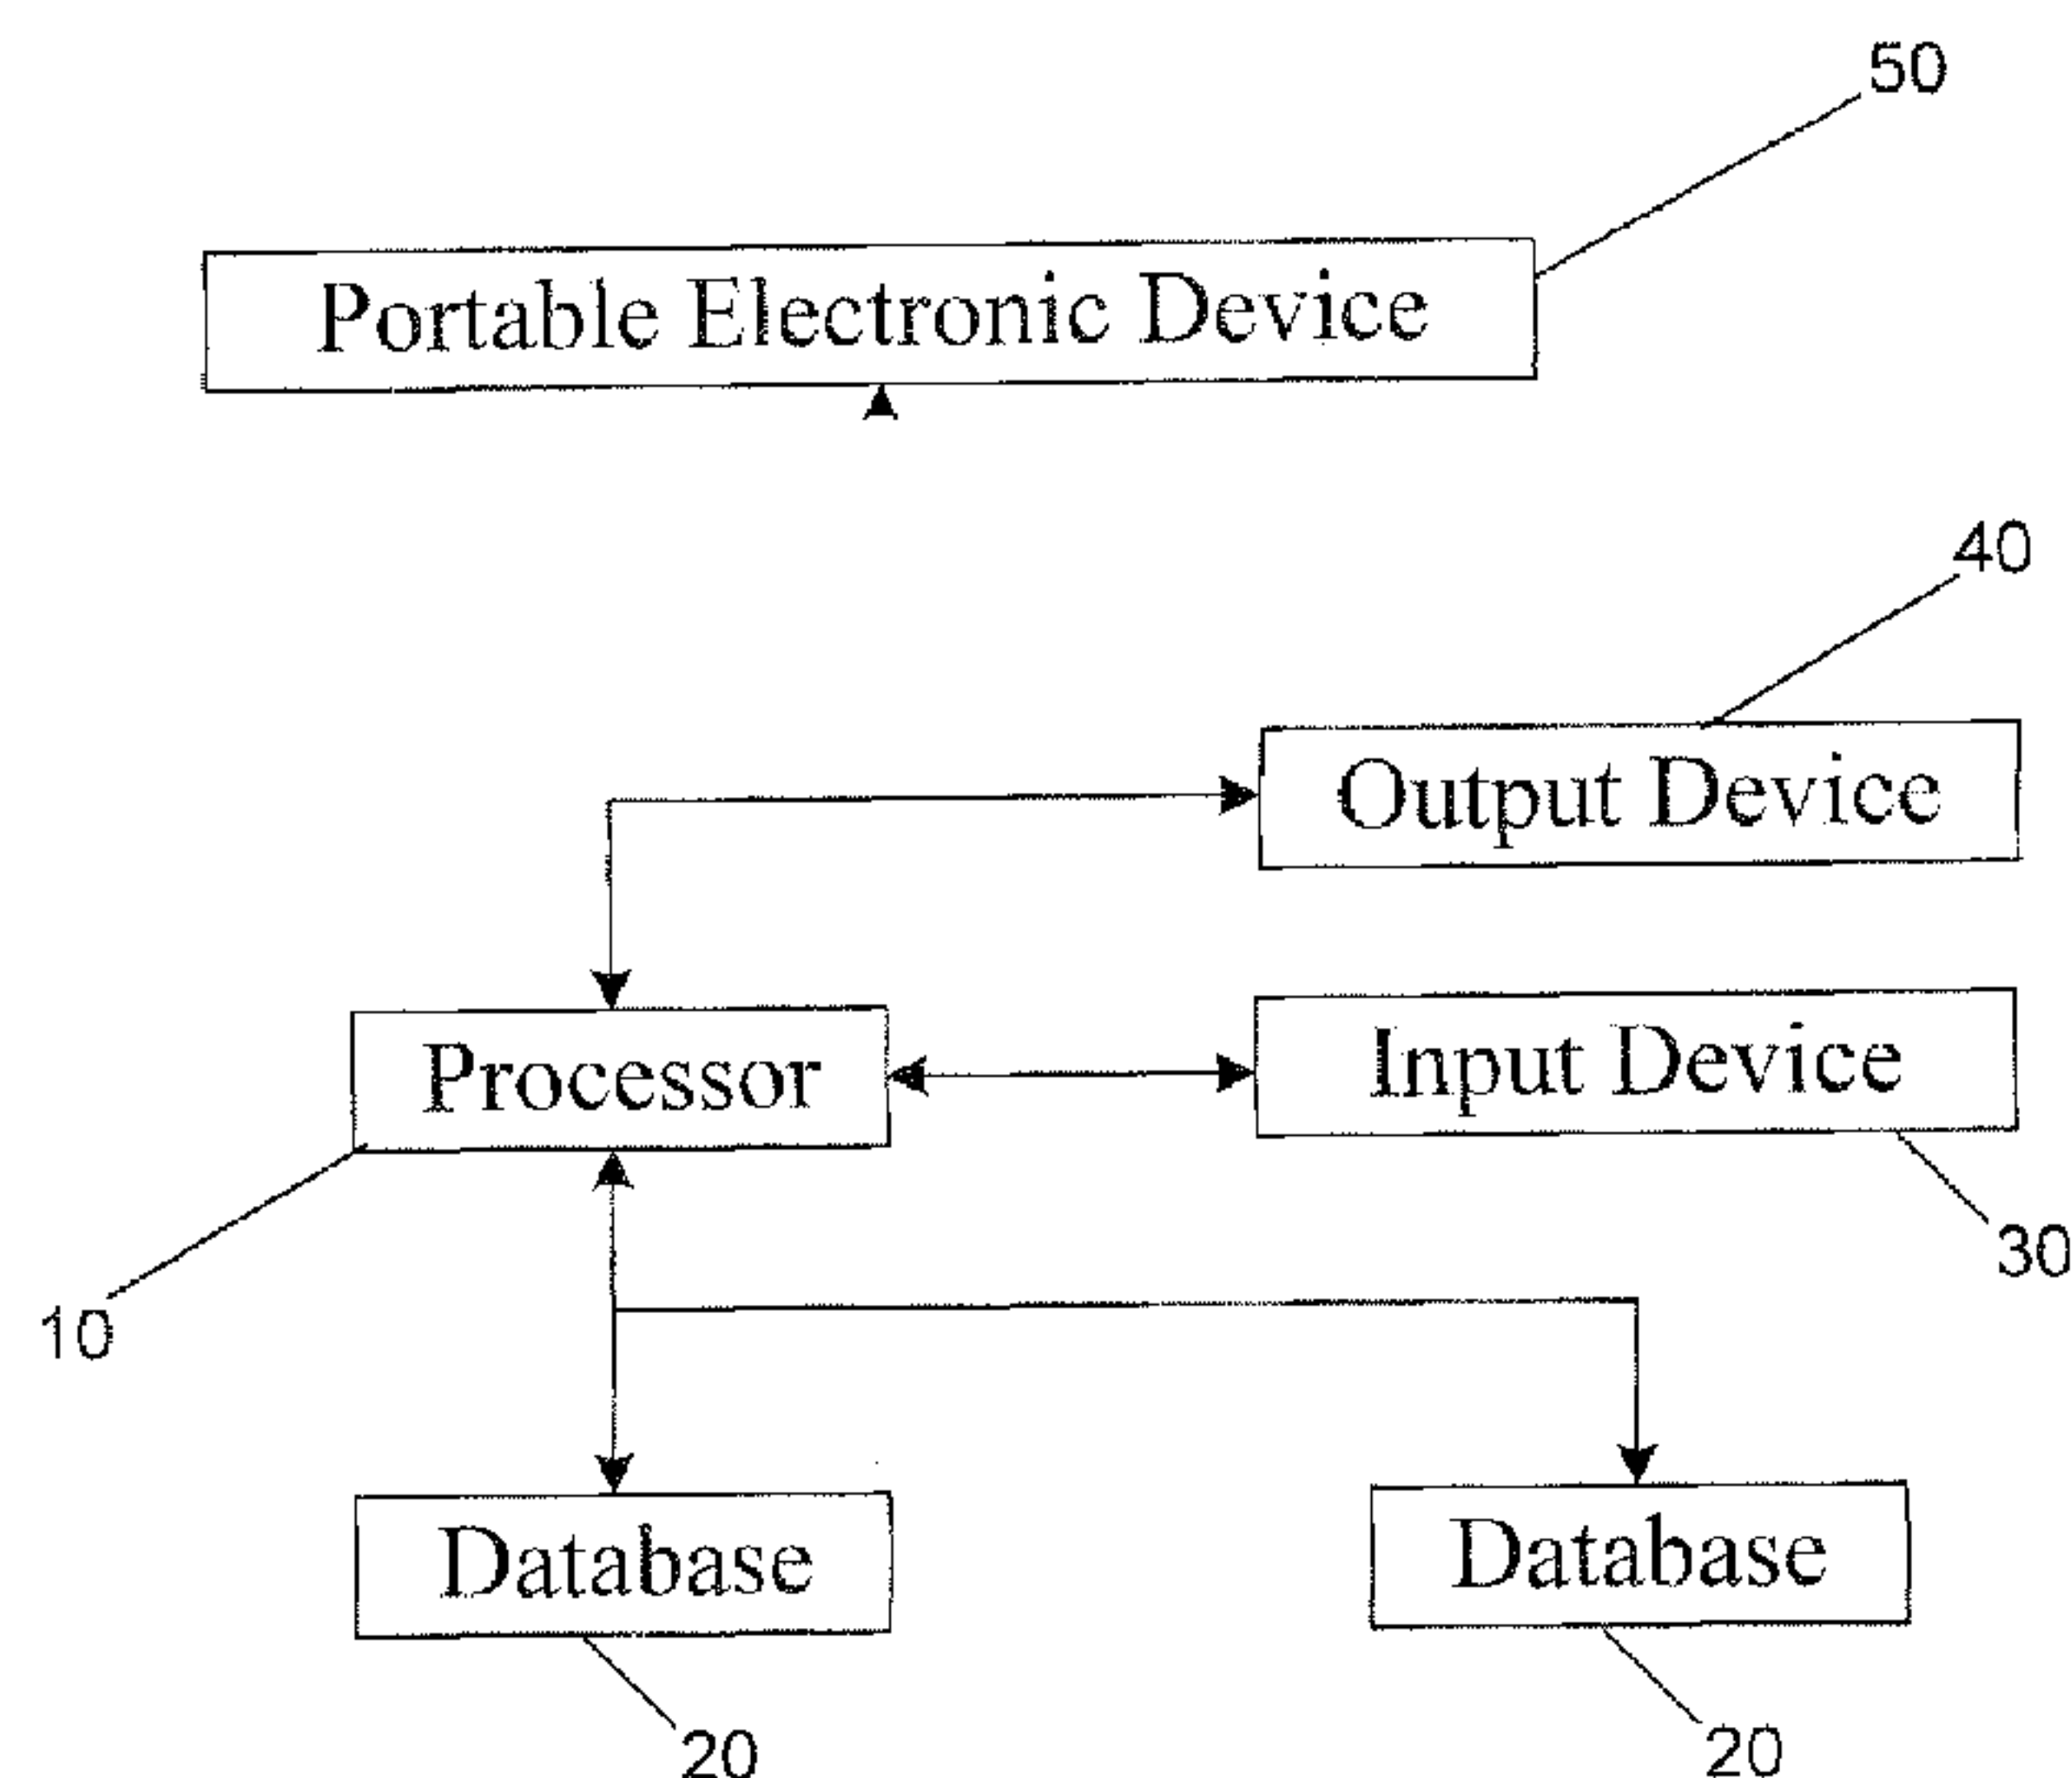 50
Portable Electronic Device
40
Output Device
Processor
Input Device
30
10
Database
Database
20
20